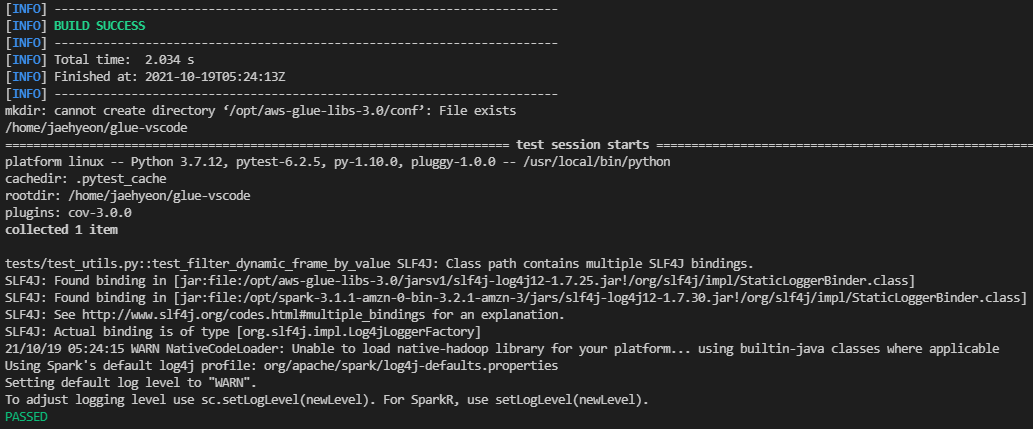 [INFO] ------------------------------------------------------------------------
[INFO] BUILD SUCCESS
[INFO] ------------------------------------------------------------------------
[INFO] Total time:  2.034 s
[INFO] Finished at: 2021-10-19T05:24:13Z
[INFO] ------------------------------------------------------------------------
mkdir: cannot create directory ‘/opt/aws-glue-libs-3.0/conf’: File exists
/home/jaehyeon/glue-vscode
======================================================================== test session starts ======================================================
platform linux -- Python 3.7.12, pytest-6.2.5, py-1.10.0, pluggy-1.0.0 -- /usr/local/bin/python
cachedir: .pytest_cache
rootdir: /home/jaehyeon/glue-vscode
plugins: cov-3.0.0
collected 1 item

tests/test_utils.py::test_filter_dynamic_frame_by_value SLF4J: Class path contains multiple SLF4J bindings.
SLF4J: Found binding in [jar:file:/opt/aws-glue-libs-3.0/jarsv1/slf4j-log4j12-1.7.25.jar!/org/slf4j/impl/StaticLoggerBinder.class]
SLF4J: Found binding in [jar:file:/opt/spark-3.1.1-amzn-0-bin-3.2.1-amzn-3/jars/slf4j-log4j12-1.7.30.jar!/org/slf4j/impl/StaticLoggerBinder.class]
SLF4J: See http://www.slf4j.org/codes.html#multiple_bindings for an explanation.
SLF4J: Actual binding is of type [org.slf4j.impl.Log4jLoggerFactory]
21/10/19 05:24:15 WARN NativeCodeLoader: Unable to load native-hadoop library for your platform... using builtin-java classes where applicable
Using Spark's default log4j profile: org/apache/spark/log4j-defaults.properties
Setting default log level to "WARN".
To adjust logging level use sc.setLogLevel(newLevel). For SparkR, use setLogLevel(newLevel).
PASSED